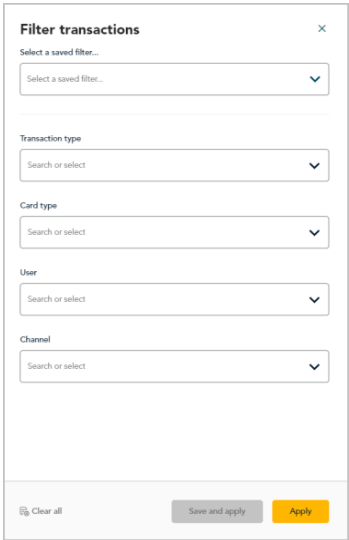 Filter transactions
Select a saved filter...
Select a saved filter...
Transaction type
Search or select
Card type
Search or select
User
Search or select
Channel
Search or select
Clear all
Save and apply
Apply